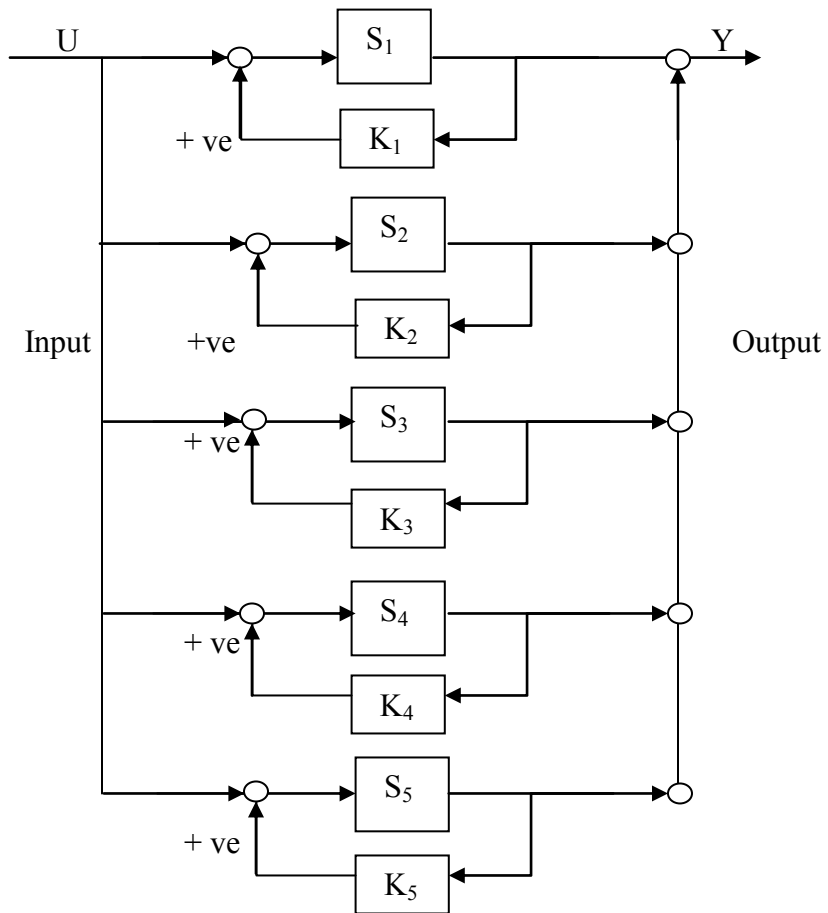 U
S₁
Y
+ ve
K₁
S₂
K₂
Input
+ve
Output
S₃
+ ve
K₃
S₄
+ ve
K₄
S₅
+ ve
K₅